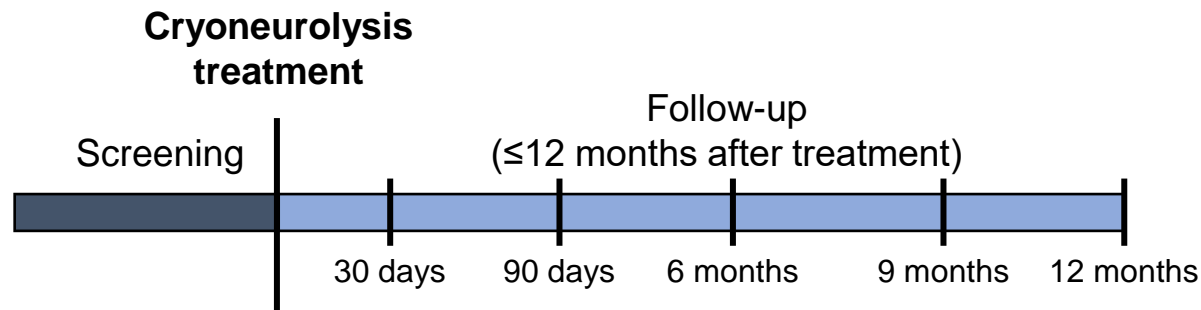 Cryoneurolysis
treatment
Screening
Follow-up
(≤12 months after treatment)
30 days
90 days
6 months
9 months
12 months